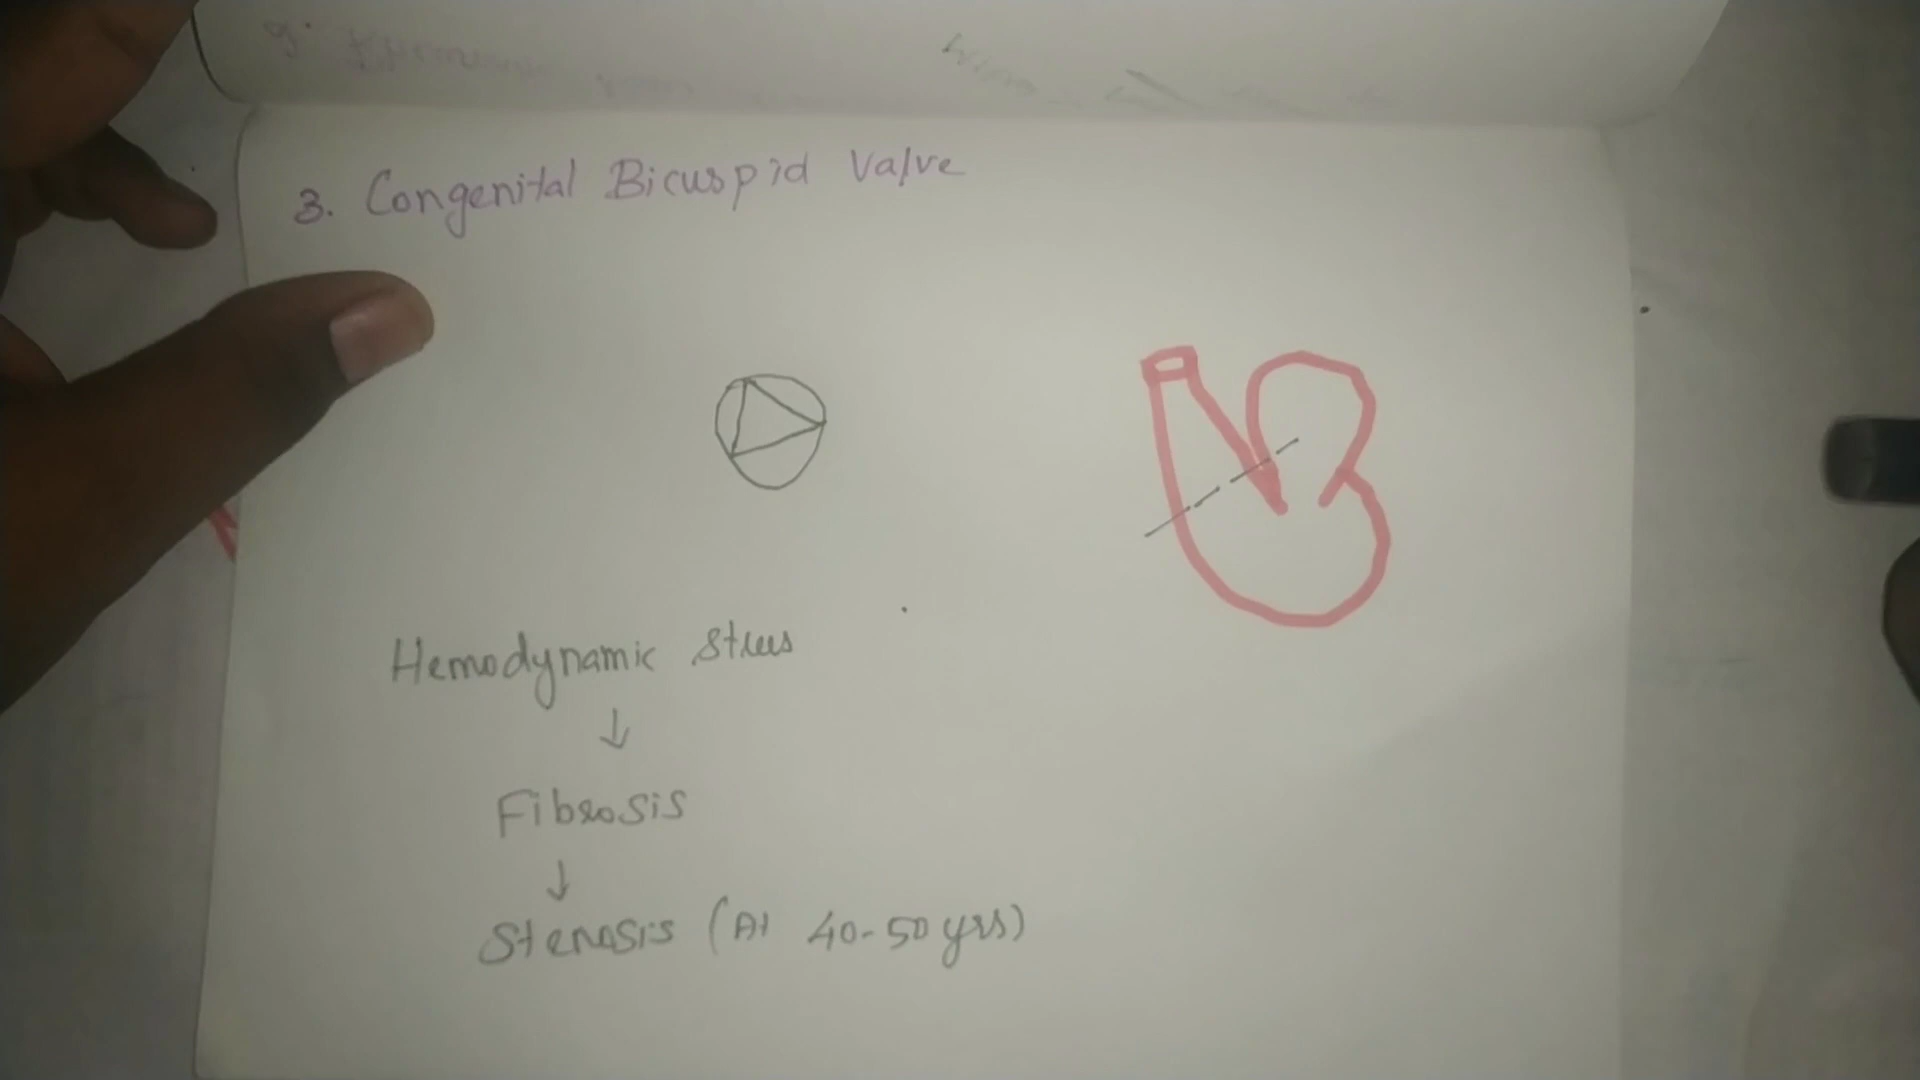 3. Congenital Bicuspid Valve
Hemodynamic Stress
↓
Fibrosis
↓
Stenosis (At 40-50 yrs)